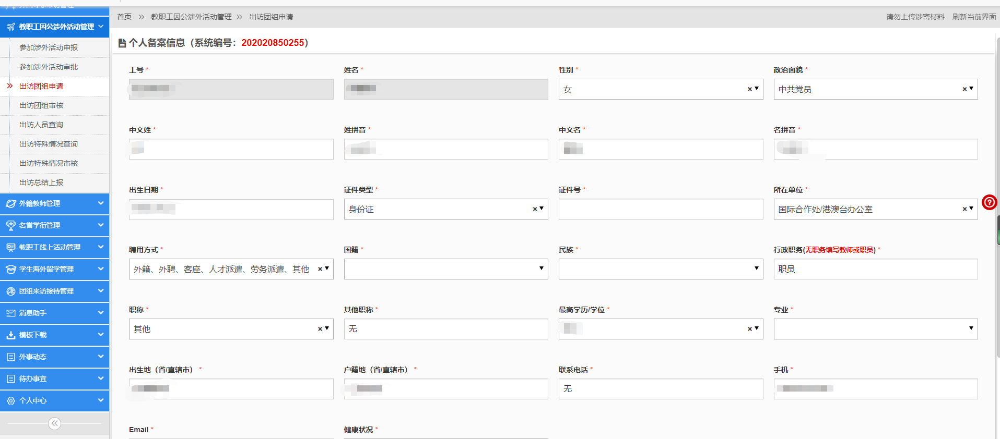 首页 》 教职工因公涉外活动管理 》 出访团组申请
请勿上传涉密材料 刷新当前界面
教职工因公涉外活动管理
参加涉外活动申报
参加涉外活动审批
出访团组申请
出访团组审核
出访人员查询
出访特殊情况查询
出访特殊情况审核
出访总结上报
外籍教师管理
名誉学衔管理
教职工线上活动管理
学生海外留学管理
团组来访接待管理
消息助手
模板下载
外事动态
待办事宜
个人中心
个人备案信息（系统编号：202020850255）
工号 * 姓名 * 性别 * 政治面貌 *
女 × 中共党员 ×
中文姓 * 姓拼音 * 中文名 * 名拼音 *
出生日期 * 证件类型 * 证件号 * 所在单位 *
身份证 × 国际合作处/港澳台办公室 ×
聘用方式 * 国籍 * 民族 * 行政职务(无职务填写教师或职员) *
外籍、外聘、客座、人才派遣、劳务派遣、其他 × 职员
职称 * 其他职称 * 最高学历/学位 * 专业 *
其他 × 无 ×
出生地（省/直辖市） * 户籍地（省/直辖市） * 联系电话 * 手机 *
无
Email * 健康状况 *